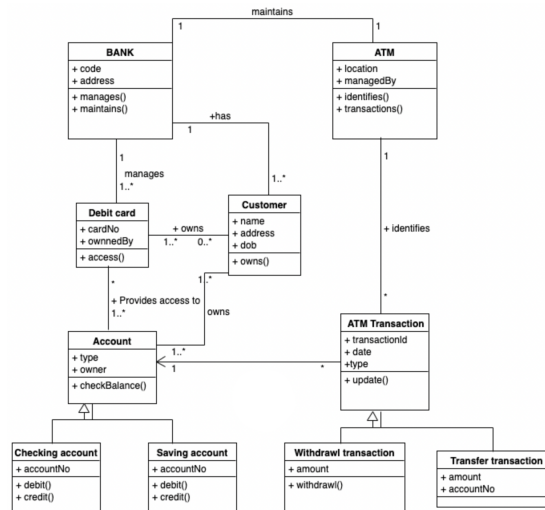 maintains
1
1
BANK
+ code
+ address
+ manages()
+ maintains()
ATM
+ location
+ managedBy
+ identifies()
+ transactions()
+has
1
1
manages
1..*
1..*
1
+ identifies
*
Debit card
+ cardNo
+ ownnedBy
+ access()
+ owns
1..*
0..*
Customer
+ name
+ address
+ dob
+ owns()
*
+ Provides access to
1..*
1..*
owns
1..*
Account
+ type
+ owner
+ checkBalance()
1
*
ATM Transaction
+ transactionId
+ date
+type
+ update()
Checking account
+ accountNo
+ debit()
+ credit()
Saving account
+ accountNo
+ debit()
+ credit()
Withdrawl transaction
+ amount
+ withdrawl()
Transfer transaction
+ amount
+ accountNo